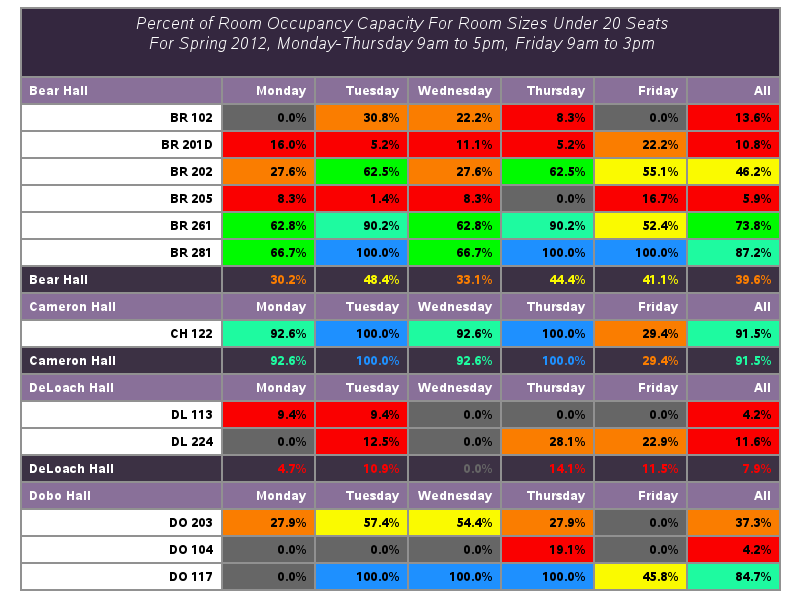 Percent of Room Occupancy Capacity For Room Sizes Under 20 Seats
For Spring 2012, Monday-Thursday 9am to 5pm, Friday 9am to 3pm
Bear Hall Monday Tuesday Wednesday Thursday Friday All
BR 102 0.0% 30.8% 22.2% 8.3% 0.0% 13.6%
BR 201D 16.0% 5.2% 11.1% 5.2% 22.2% 10.8%
BR 202 27.6% 62.5% 27.6% 62.5% 55.1% 46.2%
BR 205 8.3% 1.4% 8.3% 0.0% 16.7% 5.9%
BR 261 62.8% 90.2% 62.8% 90.2% 52.4% 73.8%
BR 281 66.7% 100.0% 66.7% 100.0% 100.0% 87.2%
Bear Hall 30.2% 48.4% 33.1% 44.4% 41.1% 39.6%
Cameron Hall Monday Tuesday Wednesday Thursday Friday All
CH 122 92.6% 100.0% 92.6% 100.0% 29.4% 91.5%
Cameron Hall 92.6% 100.0% 92.6% 100.0% 29.4% 91.5%
DeLoach Hall Monday Tuesday Wednesday Thursday Friday All
DL 113 9.4% 9.4% 0.0% 0.0% 0.0% 4.2%
DL 224 0.0% 12.5% 0.0% 28.1% 22.9% 11.6%
DeLoach Hall 4.7% 10.9% 0.0% 14.1% 11.5% 7.9%
Dobo Hall Monday Tuesday Wednesday Thursday Friday All
DO 203 27.9% 57.4% 54.4% 27.9% 0.0% 37.3%
DO 104 0.0% 0.0% 0.0% 19.1% 0.0% 4.2%
DO 117 0.0% 100.0% 100.0% 100.0% 45.8% 84.7%